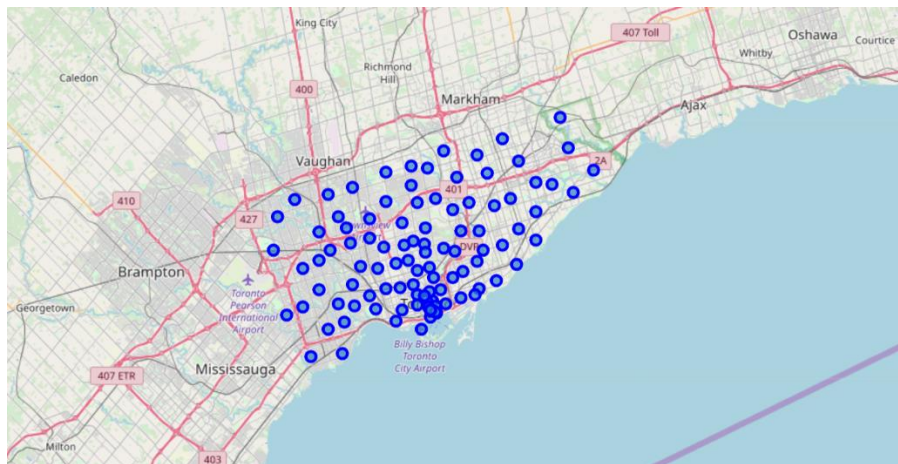 King City
407 Toll
Oshawa
Courtice
Whitby
Richmond
Hill
Caledon
400
Markham
Ajax
Vaughan
2A
401
410
427
DVP
Brampton
Toronto
Pearson
International
Airport
Georgetown
Billy Bishop
Toronto
City Airport
Mississauga
407 ETR
Milton
403